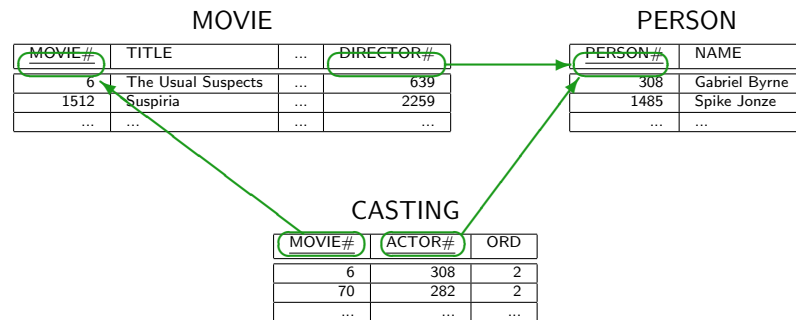 MOVIE PERSON
MOVIE# TITLE ... DIRECTOR# PERSON# NAME
6 The Usual Suspects ... 639 308 Gabriel Byrne
1512 Suspiria ... 2259 1485 Spike Jonze
... ... ... ... ... ...
CASTING
MOVIE# ACTOR# ORD
6 308 2
70 282 2
... ... ...